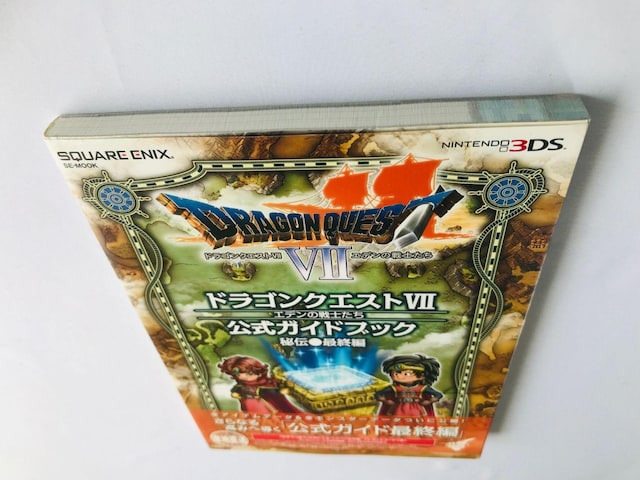 SQUARE ENIX.
SE-MOOK
NINTENDO3DS
DRAGON QUEST
ドラゴンクエストVII エデンの戦士たち
VII
ドラゴンクエストVII
エデンの戦士たち
公式ガイドブック
秘伝●最終編
「公式ガイド最終編」